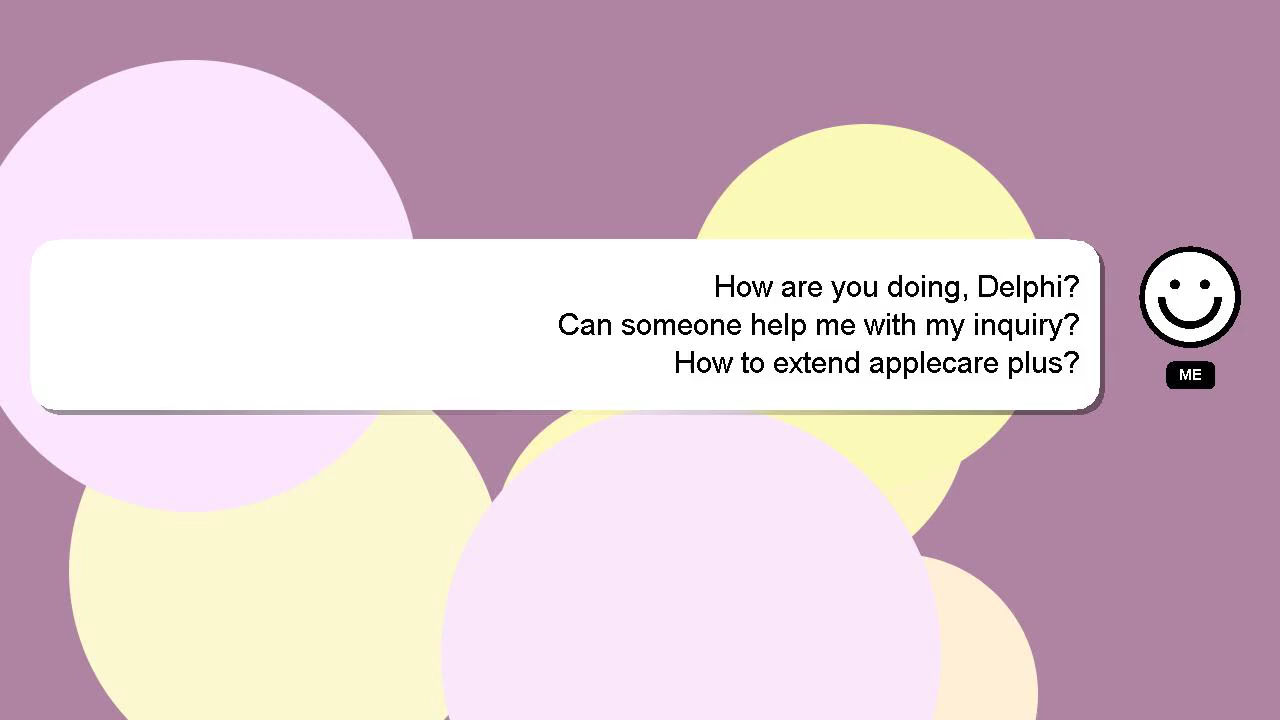 How are you doing, Delphi?
Can someone help me with my inquiry?
How to extend applecare plus?
ME